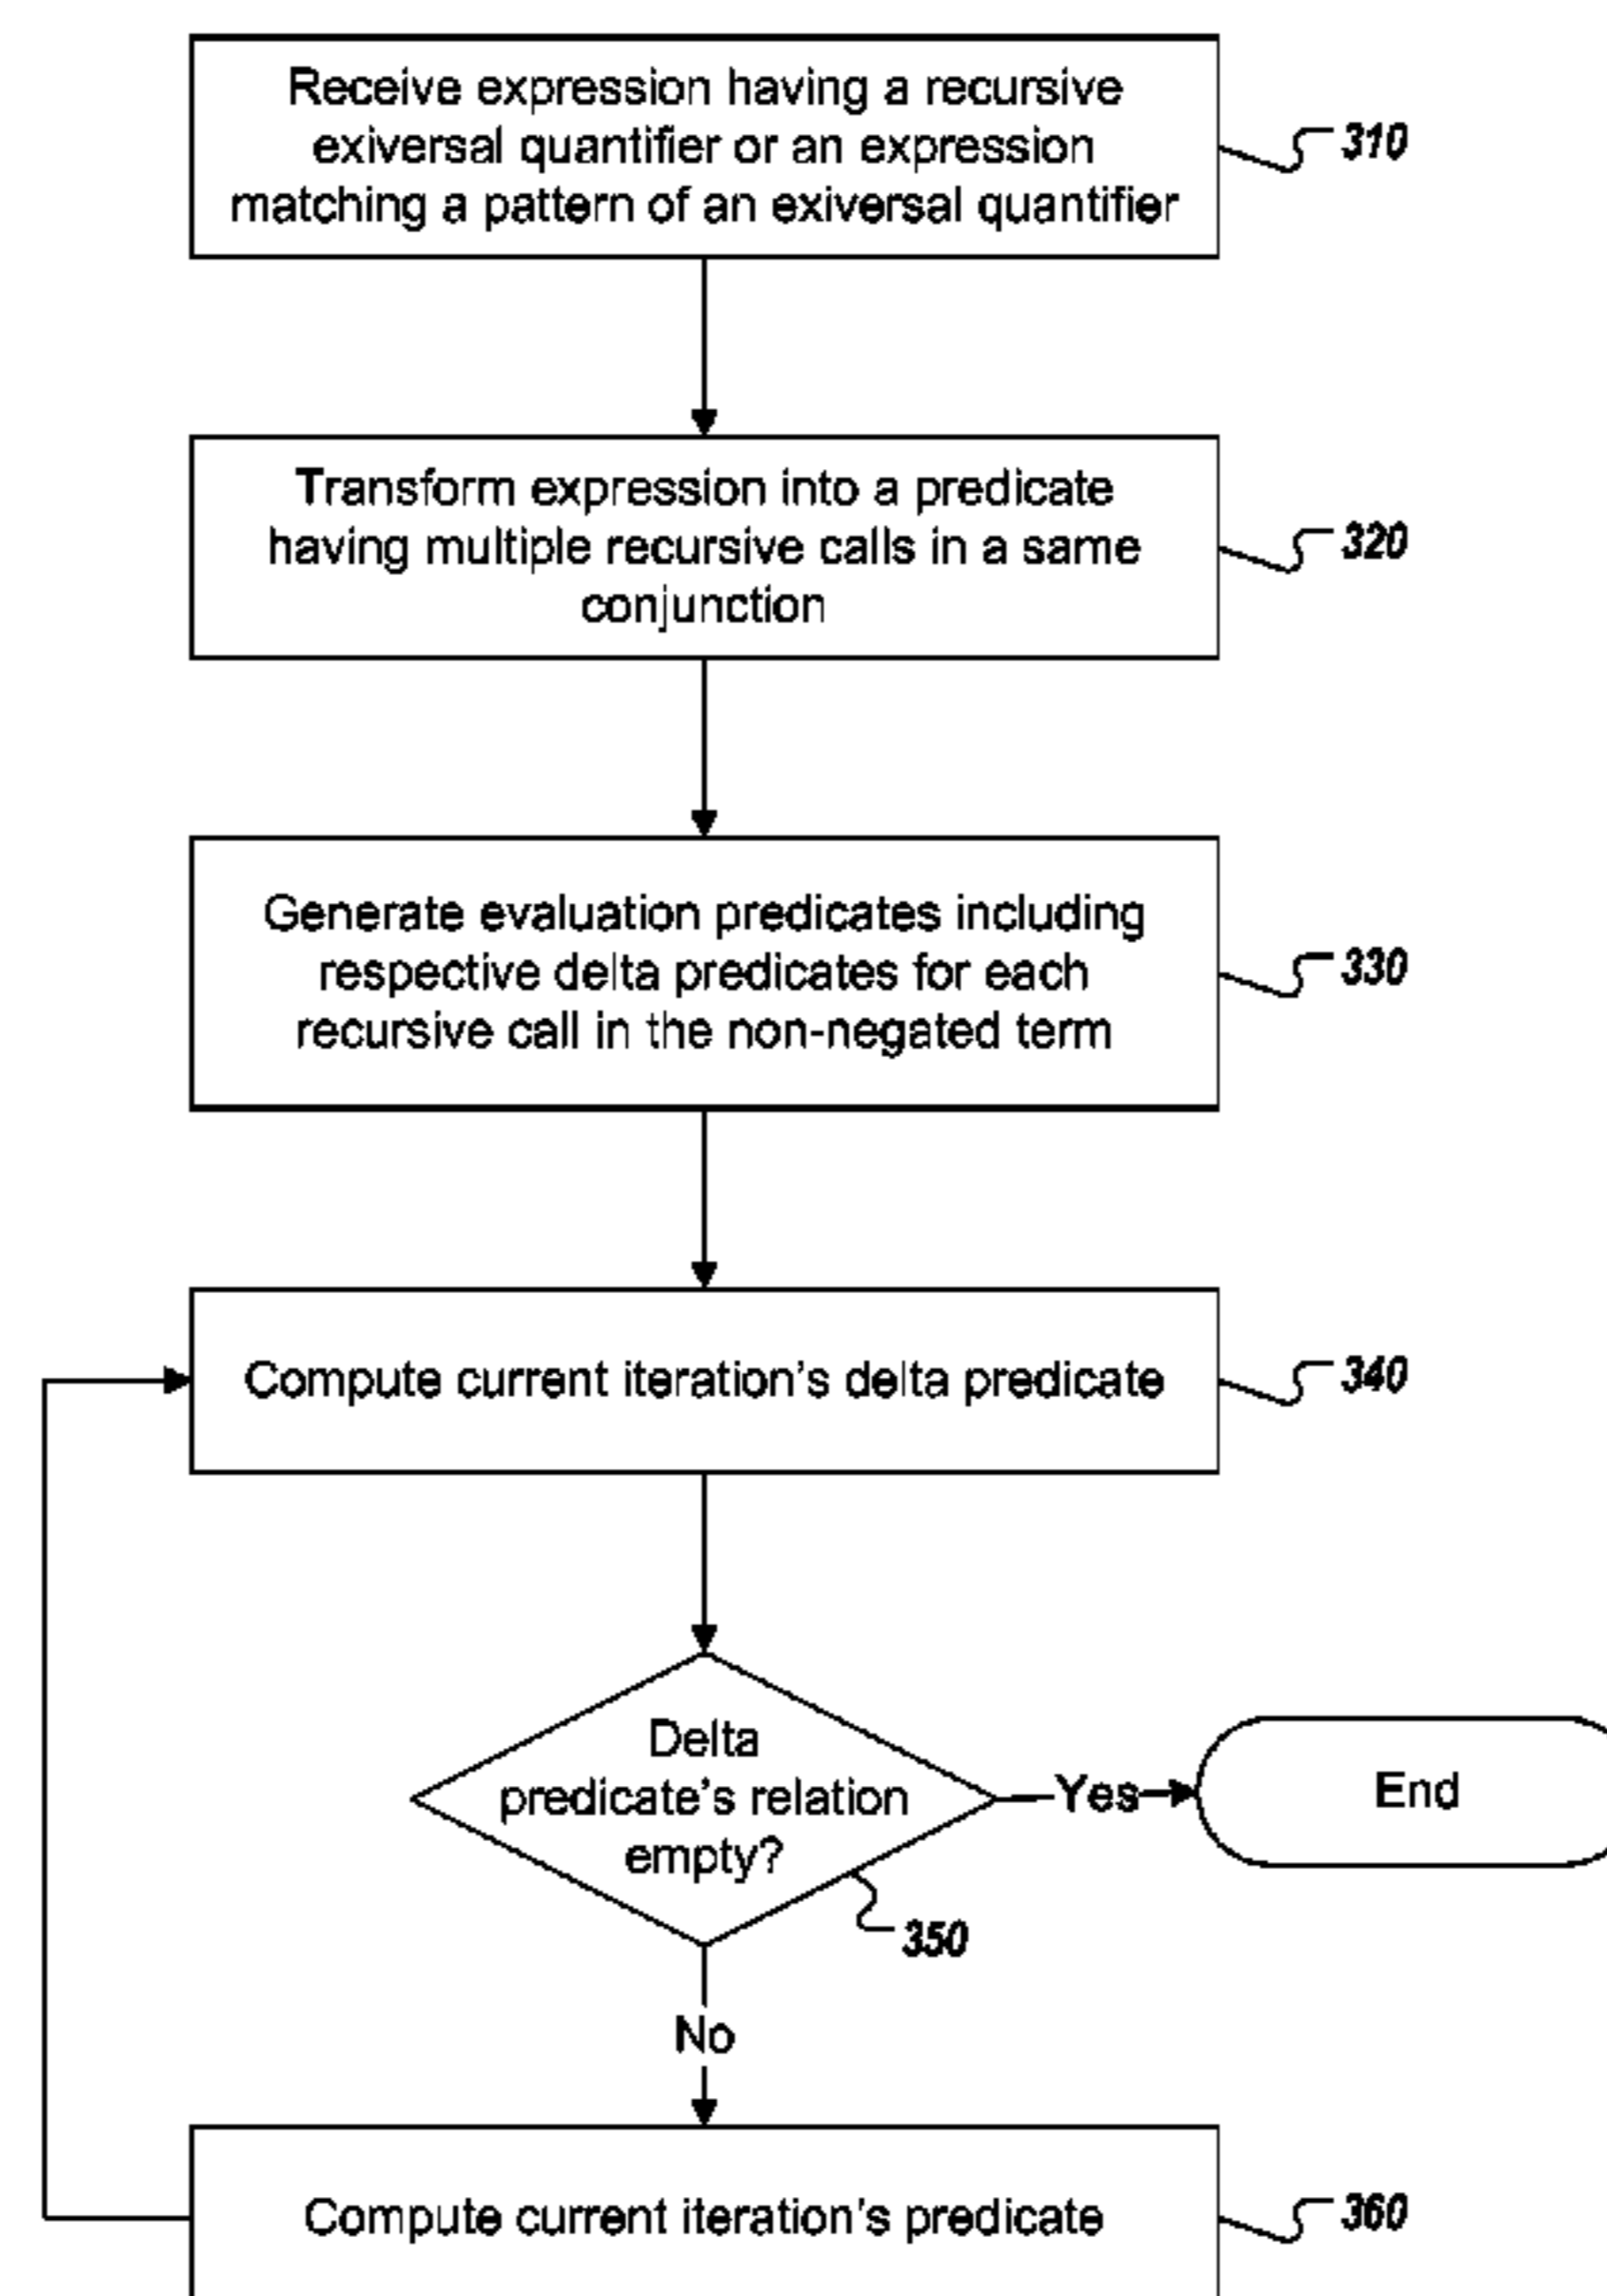 Receive expression having a recursive
exiversal quantifier or an expression
matching a pattern of an exiversal quantifier
310
Transform expression into a predicate
having multiple recursive calls in a same
conjunction
320
Generate evaluation predicates including
respective delta predicates for each
recursive call in the non-negated term
330
Compute current iteration's delta predicate
340
Delta
predicate's relation
empty?
Yes
End
350
No
Compute current iteration's predicate
360